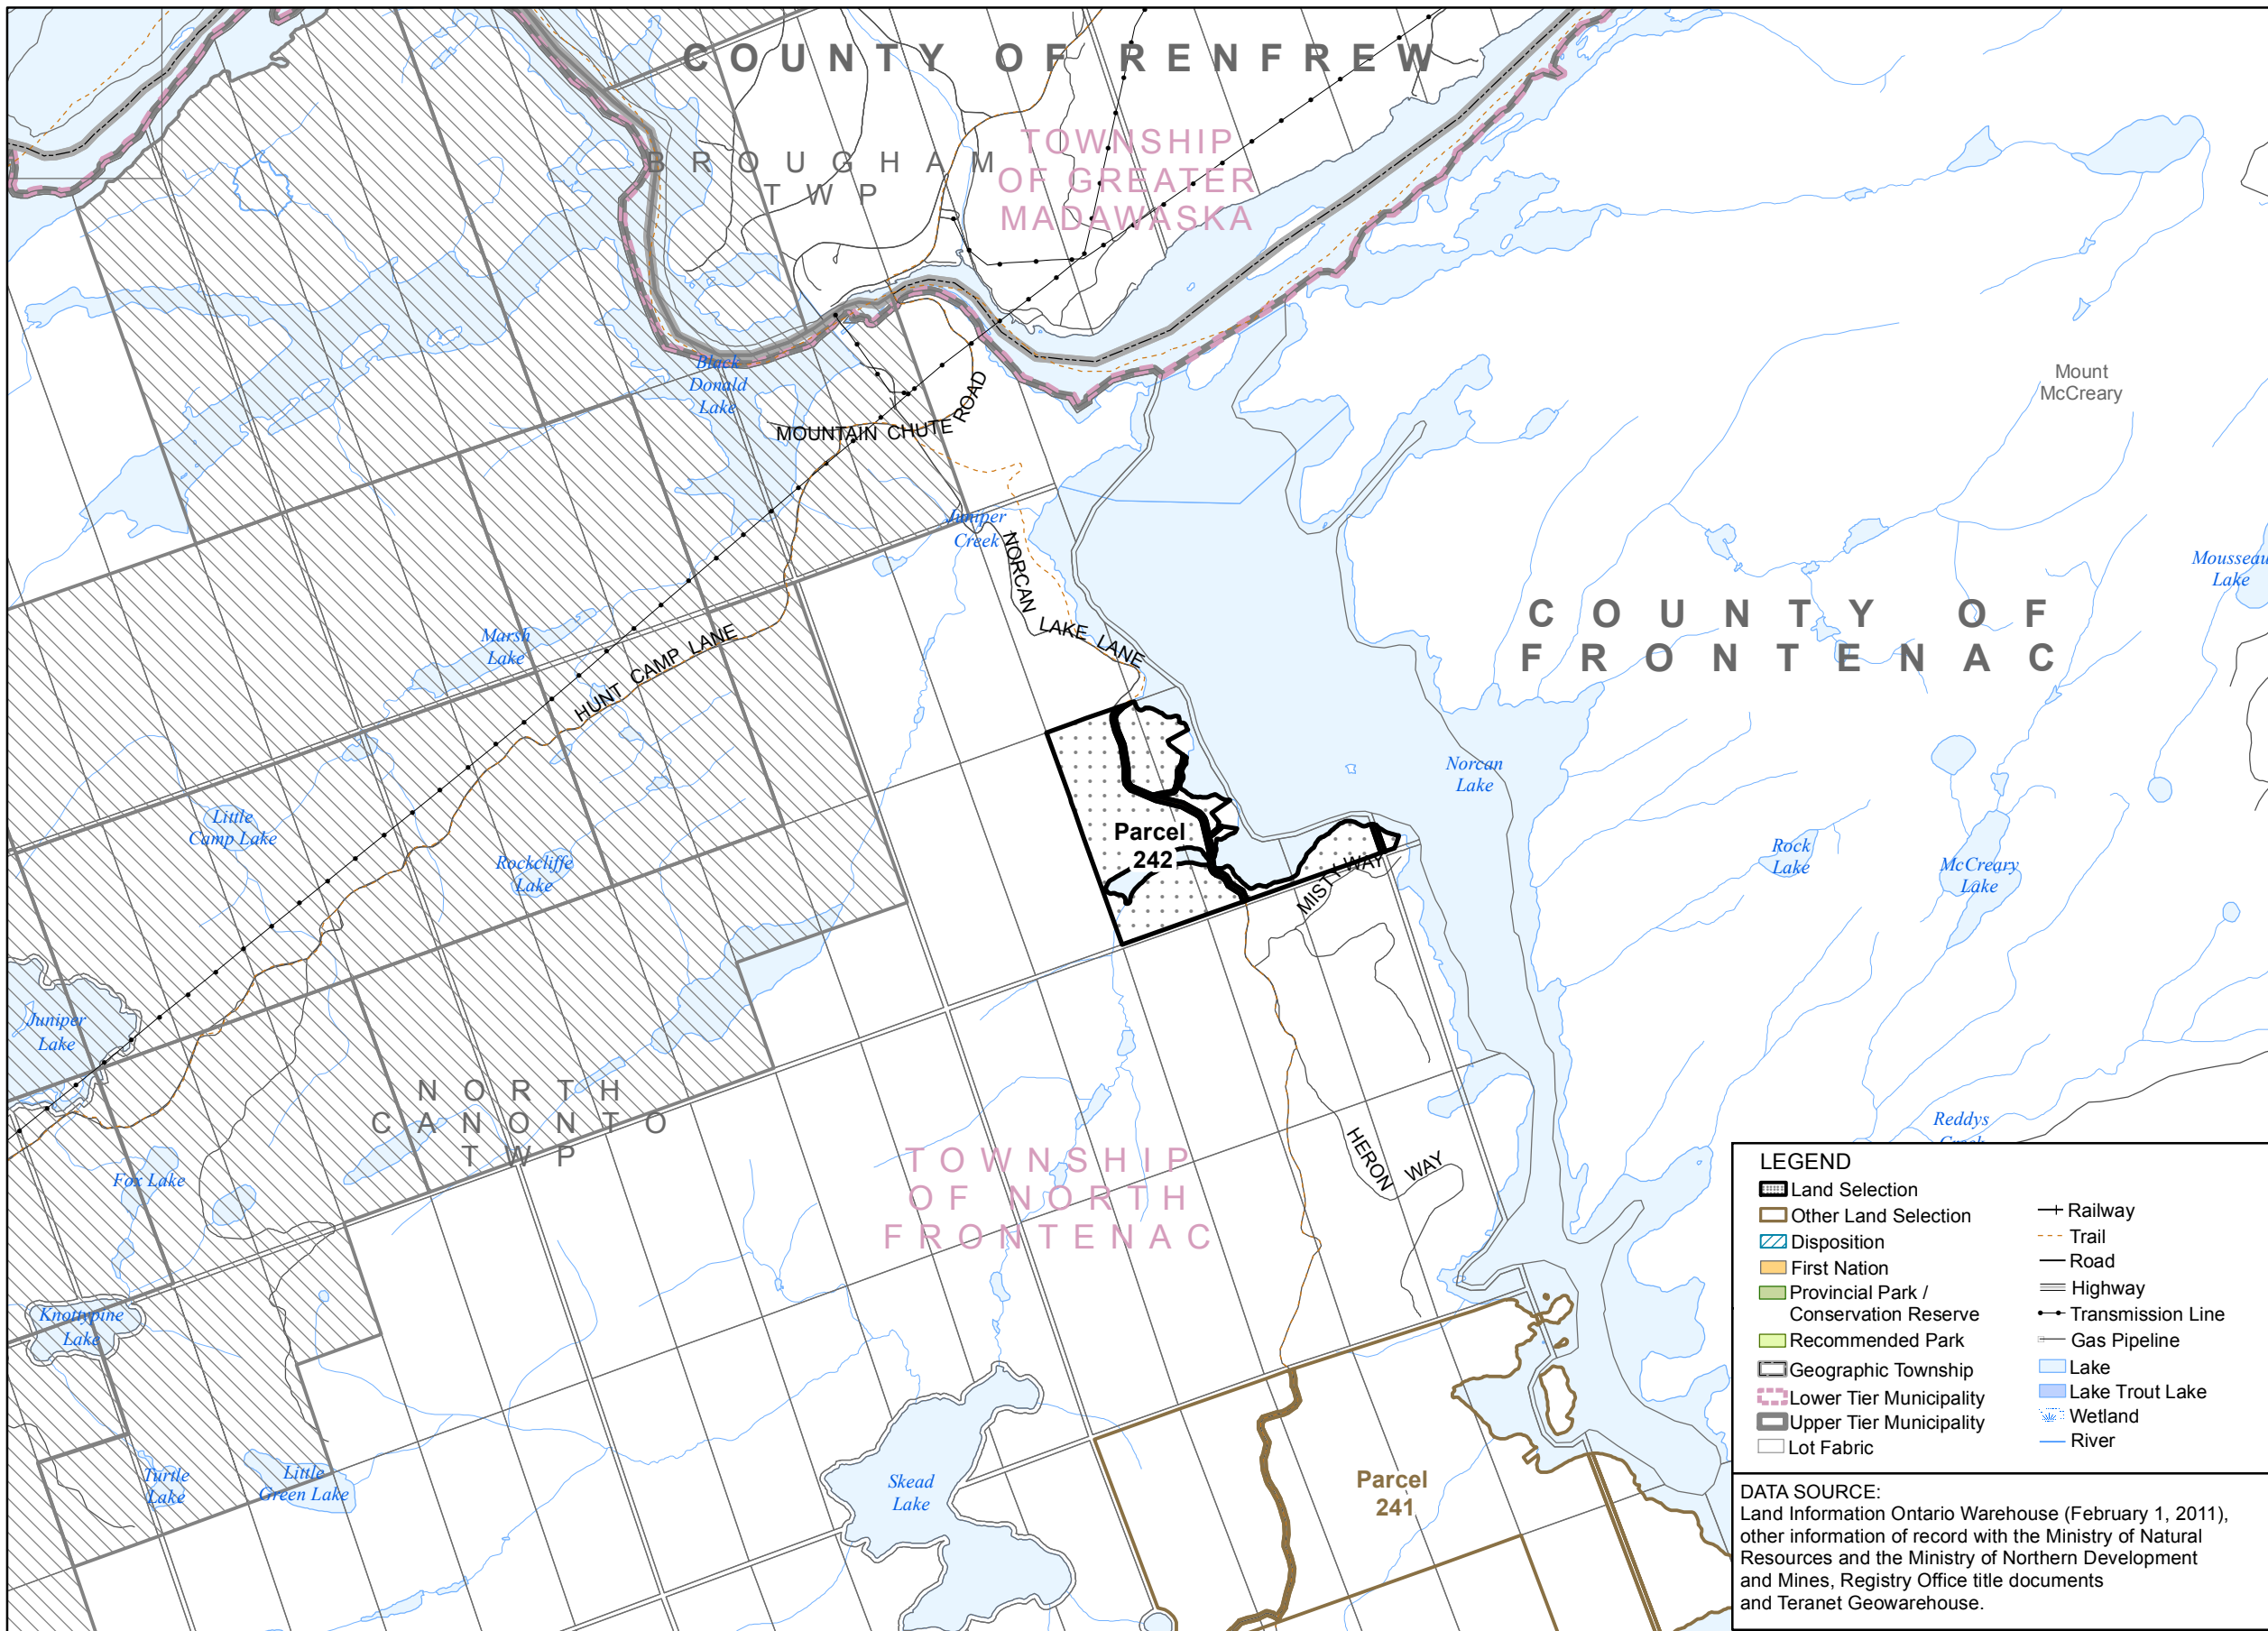 COUNTY OF RENFREW
TOWNSHIP
OF GREATER
MADAWASKA
BROUGHAM
TWP
Black
Donald
Lake
MOUNTAIN CHUTE ROAD
Mount
McCreary
Juniper
Creek
NORCAN LAKE LANE
Mousseau
Lake
COUNTY OF
FRONTENAC
Marsh
Lake
HUNT CAMP LANE
Norcan
Lake
Little
Camp Lake
Rockcliffe
Lake
Parcel
242
MISTY WAY
Rock
Lake
McCreary
Lake
Juniper
Lake
NORTH
CANONTO
TWP
Fox Lake
TOWNSHIP
OF NORTH
FRONTENAC
HERON WAY
Reddys
Creek
Knottypine
Lake
Turtle
Lake
Little
Green Lake
Skead
Lake
Parcel
241
LEGEND
Land Selection
Other Land Selection
Disposition
First Nation
Provincial Park /
Conservation Reserve
Recommended Park
Geographic Township
Lower Tier Municipality
Upper Tier Municipality
Lot Fabric
Railway
Trail
Road
Highway
Transmission Line
Gas Pipeline
Lake
Lake Trout Lake
Wetland
River
DATA SOURCE:
Land Information Ontario Warehouse (February 1, 2011),
other information of record with the Ministry of Natural
Resources and the Ministry of Northern Development
and Mines, Registry Office title documents
and Teranet Geowarehouse.